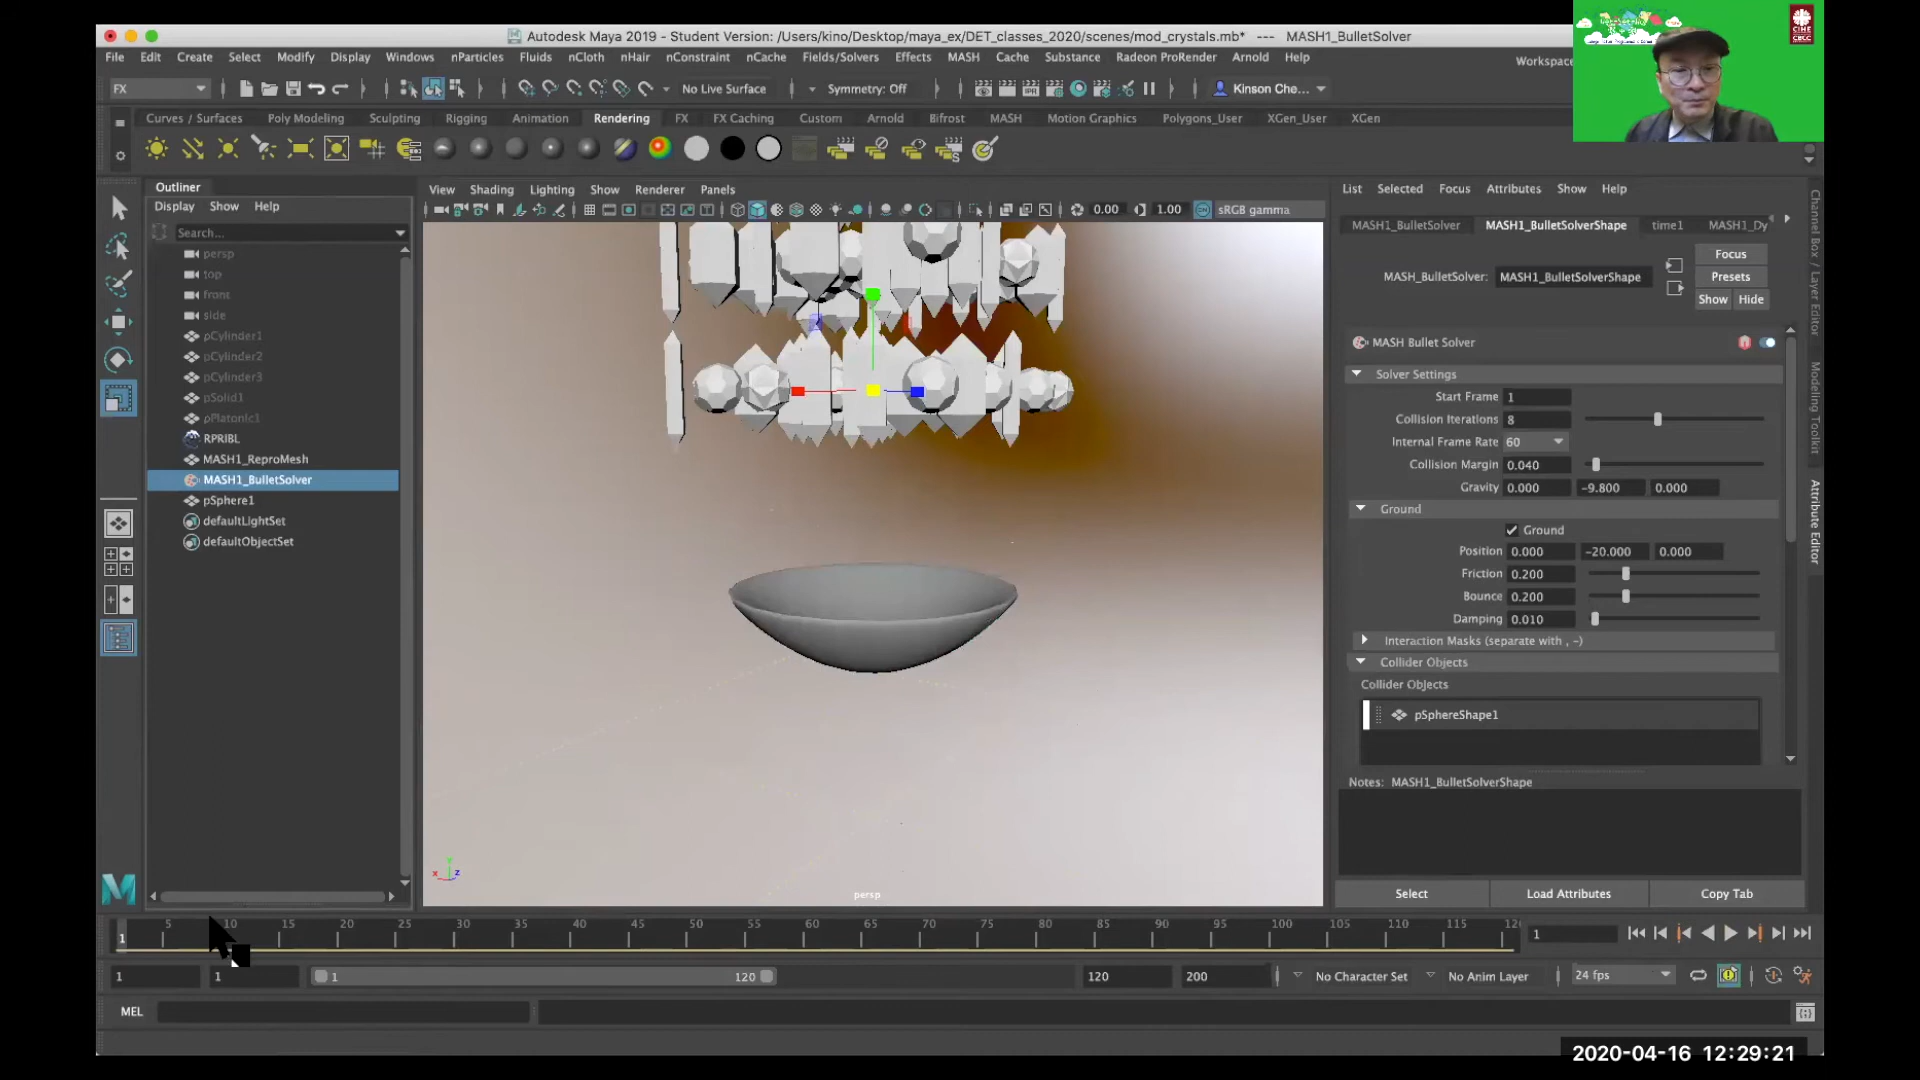 Autodesk Maya 2019 - Student Version: /Users/kino/Desktop/maya_ex/DET_classes_2020/scenes/mod_crystals.mb* --- MASH1_BulletSolver
File Edit Create Select Modify Display Windows nParticles Fluids nCloth nHair nConstraint nCache Fields/Solvers Effects MASH Cache Substance Radeon ProRender Arnold Help
Workspace
FX No Live Surface Symmetry: Off Kinson Che...
Curves / Surfaces Poly Modeling Sculpting Rigging Animation Rendering FX FX Caching Custom Arnold Bifrost MASH Motion Graphics Polygons_User XGen_User XGen
Outliner
Display Show Help
Search...
persp
top
front
side
pCylinder1
pCylinder2
pCylinder3
pSolid1
pPlatonic1
RPRIBL
MASH1_ReproMesh
MASH1_BulletSolver
pSphere1
defaultLightSet
defaultObjectSet
View Shading Lighting Show Renderer Panels
0.00 1.00 sRGB gamma
persp
List Selected Focus Attributes Show Help
MASH1_BulletSolver MASH1_BulletSolverShape time1 MASH1_Dy
Focus
MASH_BulletSolver: MASH1_BulletSolverShape Presets
Show Hide
MASH Bullet Solver
Solver Settings
Start Frame 1
Collision Iterations 8
Internal Frame Rate 60
Collision Margin 0.040
Gravity 0.000 -9.800 0.000
Ground
Ground
Position 0.000 -20.000 0.000
Friction 0.200
Bounce 0.200
Damping 0.010
Interaction Masks (separate with , -)
Collider Objects
Collider Objects
pSphereShape1
Notes: MASH1_BulletSolverShape
Select Load Attributes Copy Tab
Channel Box / Layer Editor
Modeling Toolkit
Attribute Editor
1 5 10 15 20 25 30 35 40 45 50 55 60 65 70 75 80 85 90 95 100 105 110 115 1
1 1 1 120 120 200 No Character Set No Anim Layer 24 fps
MEL
2020-04-16 12:29:21